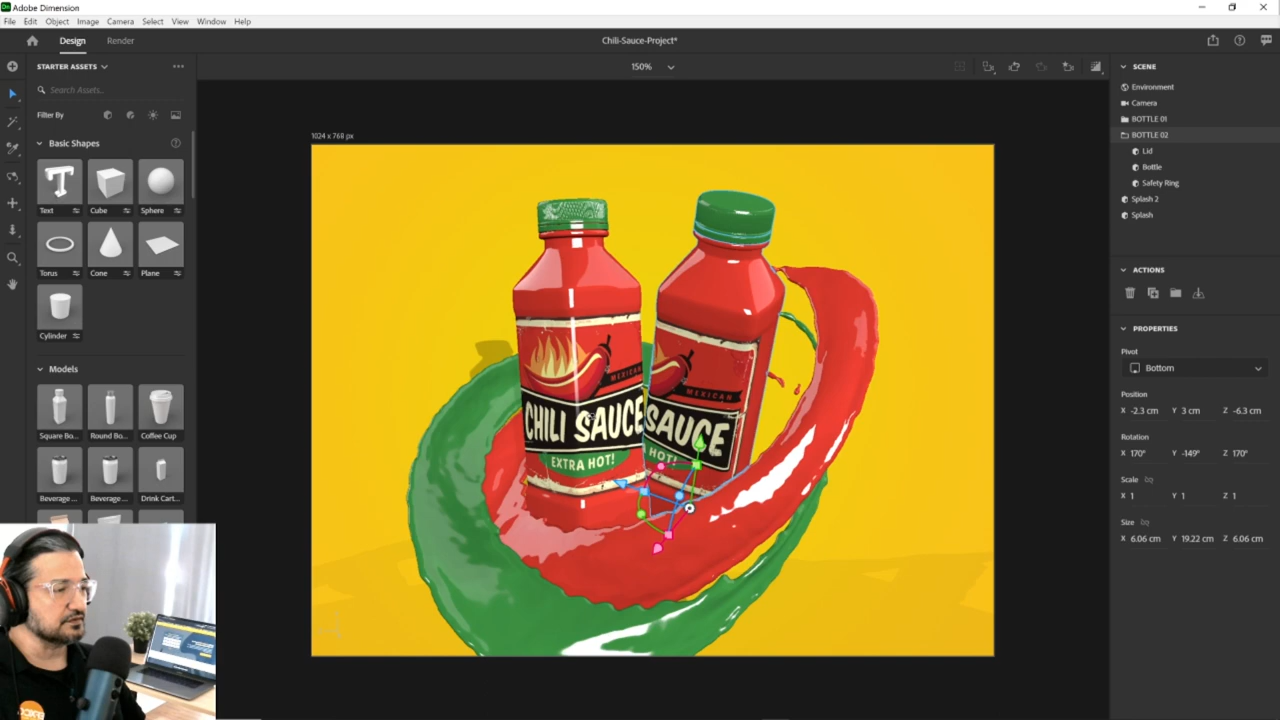 Dn Adobe Dimension
File Edit Object Image Camera Select View Window Help
Design Render
Chili-Sauce-Project*
STARTER ASSETS
150%
Search Assets...
Filter By
Basic Shapes
Text Cube Sphere
Torus Cone Plane
Cylinder
Models
Square Bo... Round Bo... Coffee Cup
Beverage ... Beverage ... Drink Cart...
1024 x 768 px
MEXICAN
CHILI SAUCE
EXTRA HOT!
MEXICAN
SAUCE
HOT!
SCENE
Environment
Camera
BOTTLE 01
BOTTLE 02
Lid
Bottle
Safety Ring
Splash 2
Splash
ACTIONS
PROPERTIES
Pivot
Bottom
Position
X -2.3 cm Y 3 cm Z -6.3 cm
Rotation
X 170° Y -149° Z 170°
Scale
X 1 Y 1 Z 1
Size
X 6.06 cm Y 19.22 cm Z 6.06 cm